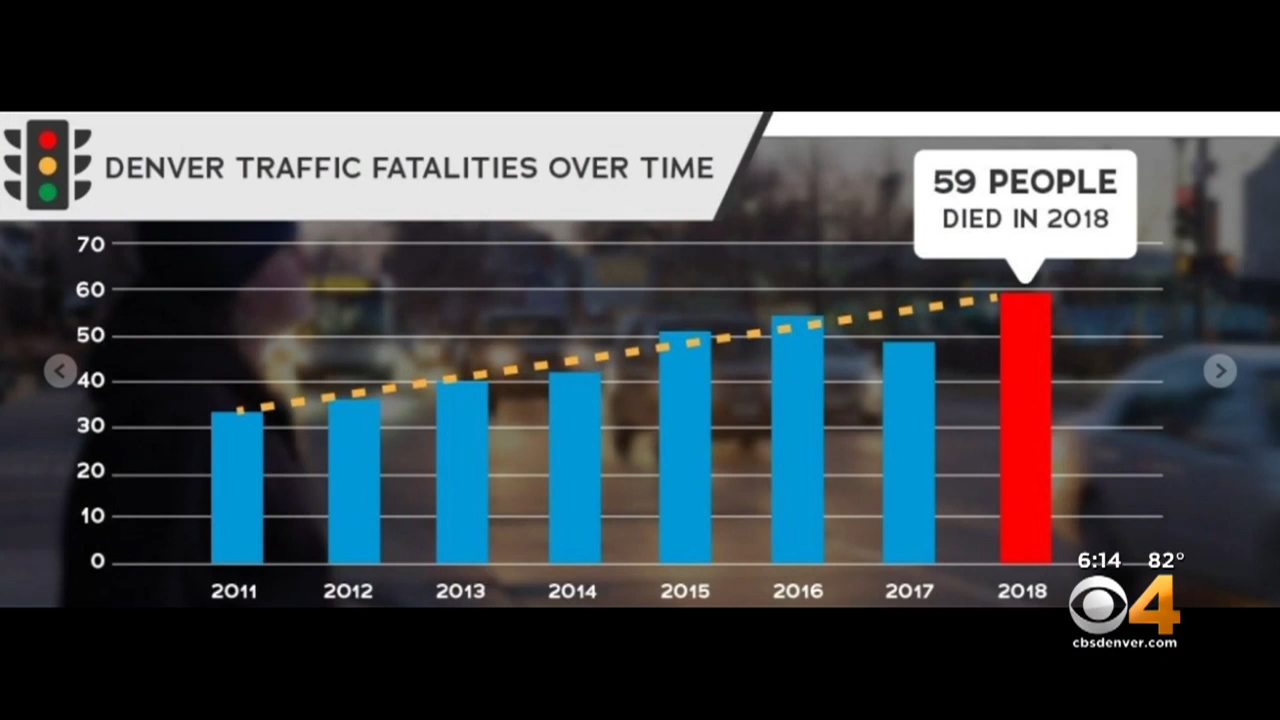 DENVER TRAFFIC FATALITIES OVER TIME
59 PEOPLE
DIED IN 2018
70
60
50
40
30
20
10
0
2011 2012 2013 2014 2015 2016 2017 2018
6:14 82°
4
cbsdenver.com